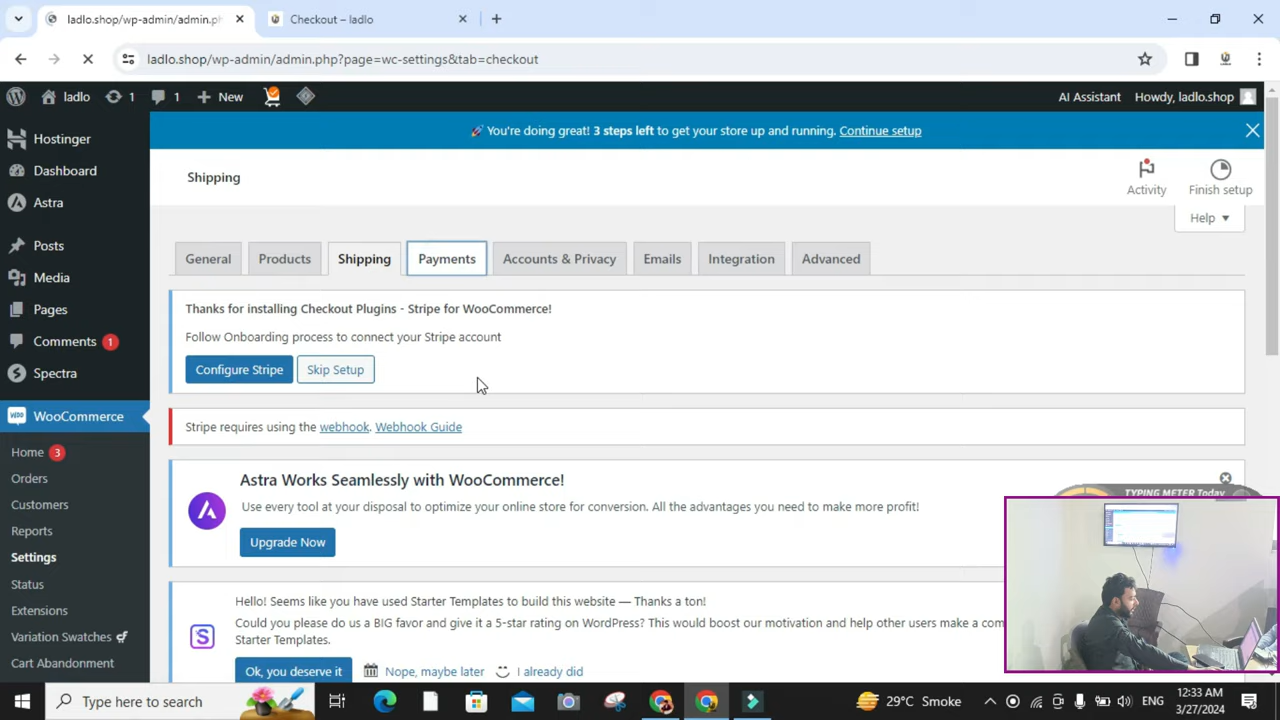 ladlo.shop/wp-admin/admin.ph
Checkout – ladlo
ladlo.shop/wp-admin/admin.php?page=wc-settings&tab=checkout
ladlo
1
1
New
AI Assistant
Howdy, ladlo.shop
Hostinger
Dashboard
Astra
Posts
Media
Pages
Comments 1
Spectra
WooCommerce
Home 3
Orders
Customers
Reports
Settings
Status
Extensions
Variation Swatches
Cart Abandonment
🚀 You're doing great! 3 steps left to get your store up and running. Continue setup
Shipping
Activity
Finish setup
Help
General
Products
Shipping
Payments
Accounts & Privacy
Emails
Integration
Advanced
Thanks for installing Checkout Plugins - Stripe for WooCommerce!
Follow Onboarding process to connect your Stripe account
Configure Stripe
Skip Setup
Stripe requires using the webhook. Webhook Guide
Astra Works Seamlessly with WooCommerce!
Use every tool at your disposal to optimize your online store for conversion. All the advantages you need to make more profit!
Upgrade Now
TYPING METER Today
Hello! Seems like you have used Starter Templates to build this website — Thanks a ton!
Could you please do us a BIG favor and give it a 5-star rating on WordPress? This would boost our motivation and help other users make a com
Starter Templates.
Ok, you deserve it
Nope, maybe later
I already did
Type here to search
29°C Smoke
ENG
12:33 AM
3/27/2024